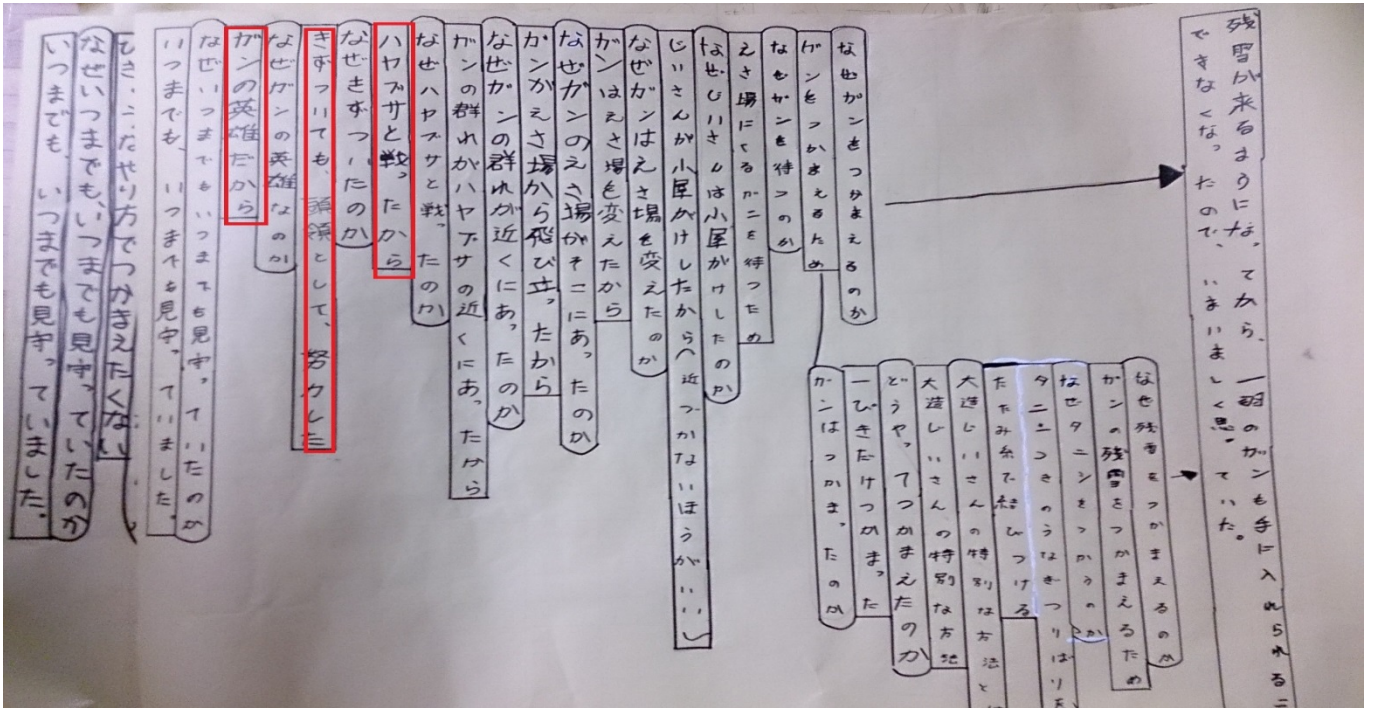 残雪が来るようになってから、一羽のガンも手に入れられるこ
できなくなったので、いまいましく思っていた。
なぜ残雪をつかまえるのか
ガンの残雪をつかまえるため
なぜタニシをつかうのか
タニシつきのうなぎつりばりを
たたみ糸で結びつける
大造じいさんの特別な方法と
大造じいさんの特別な方法
どうやってつかまえたのか
一ぴきだけつかまった
ガンはつかまったのか
なぜガンをつかまえるのか
ガンをつかまえるため
なぜガンを待つのか
えさ場にくるガンを待つため
なぜじいさんは小屋がけしたのか
じいさんが小屋がけしたから「近づかないほうがいい」
なぜガンはえさ場を変えたのか
ガンはえさ場を変えたから
なぜガンのえさ場がそこにあったのか
ガンがえさ場から飛び立ったから
なぜガンの群れが近くにあったのか
ガンの群れがハヤブサの近くにあったから
なぜハヤブサと戦ったのか
ハヤブサと戦ったから
なぜきずついたのか
きずついても、頭領として、努力した
なぜガンの英雄なのか
ガンの英雄だから
なぜいつまでもいつまでも見守っていたのか
いつまでも、いつまでも見守っていました。
なやり方でつかまえたくない
なぜいつまでも、いつまでも見守っていたのか
いつまでも、いつまでも見守っていました。